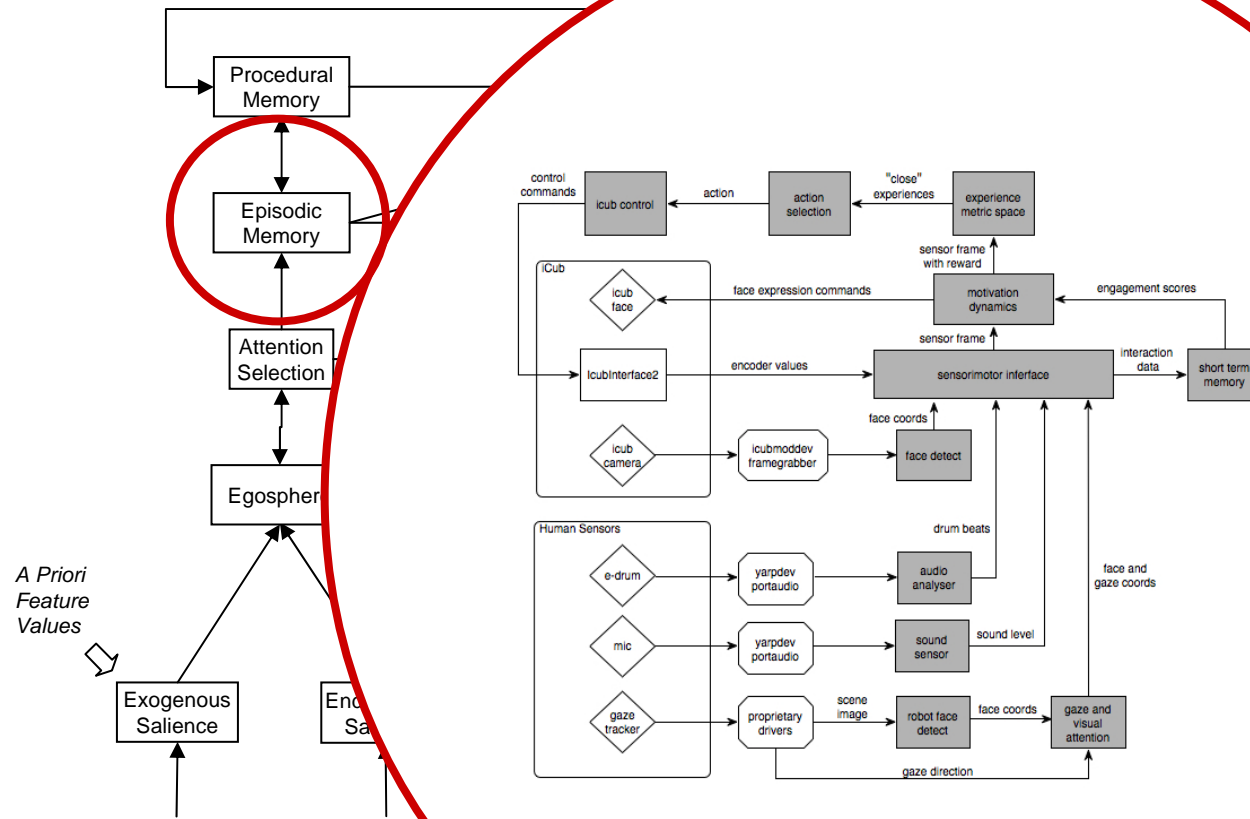 Procedural
Memory
Episodic
Memory
Attention
Selection
Egospher
A Priori
Feature
Values
Exogenous
Salience
End
Sa
control
commands
icub control
action
action
selection
"close"
experiences
experience
metric space
sensor frame
with reward
iCub
icub
face
face expression commands
motivation
dynamics
engagement scores
sensor frame
interaction
data
IcubInterface2
encoder values
sensorimotor inferface
short term
memory
face coords
icub
camera
icubmoddev
framegrabber
face detect
Human Sensors
drum beats
e-drum
yarpdev
portaudio
audio
analyser
face and
gaze coords
mic
yarpdev
portaudio
sound
sensor
sound level
gaze
tracker
proprietary
drivers
scene
image
robot face
detect
face coords
gaze and
visual
attention
gaze direction